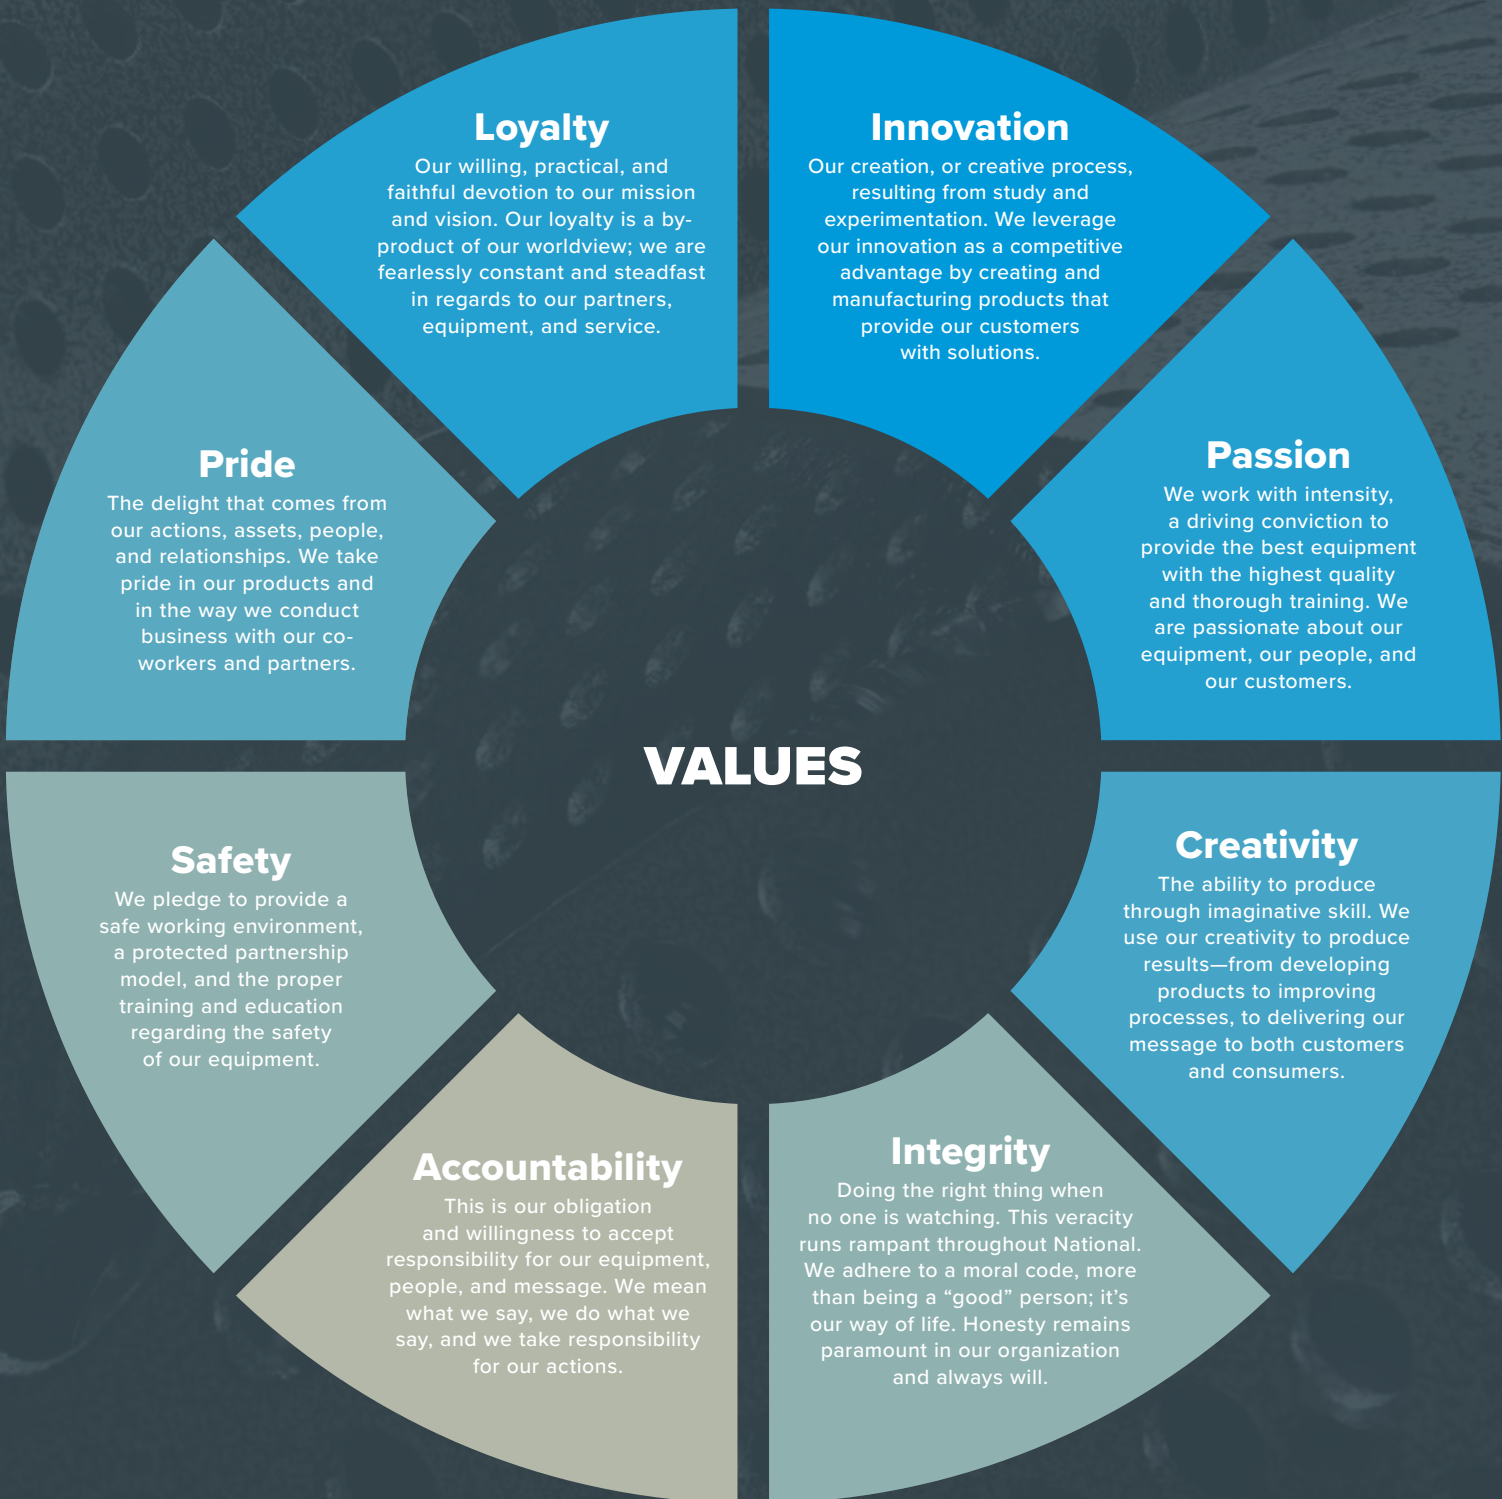 Loyalty
Our willing, practical, and
faithful devotion to our mission
and vision. Our loyalty is a by-
product of our worldview; we are
fearlessly constant and steadfast
in regards to our partners,
equipment, and service.
Innovation
Our creation, or creative process,
resulting from study and
experimentation. We leverage
our innovation as a competitive
advantage by creating and
manufacturing products that
provide our customers
with solutions.
Pride
The delight that comes from
our actions, assets, people,
and relationships. We take
pride in our products and
in the way we conduct
business with our co-
workers and partners.
Passion
We work with intensity,
a driving conviction to
provide the best equipment
with the highest quality
and thorough training. We
are passionate about our
equipment, our people, and
our customers.
VALUES
Safety
We pledge to provide a
safe working environment,
a protected partnership
model, and the proper
training and education
regarding the safety
of our equipment.
Creativity
The ability to produce
through imaginative skill. We
use our creativity to produce
results—from developing
products to improving
processes, to delivering our
message to both customers
and consumers.
Accountability
This is our obligation
and willingness to accept
responsibility for our equipment,
people, and message. We mean
what we say, we do what we
say, and we take responsibility
for our actions.
Integrity
Doing the right thing when
no one is watching. This veracity
runs rampant throughout National.
We adhere to a moral code, more
than being a “good” person; it’s
our way of life. Honesty remains
paramount in our organization
and always will.